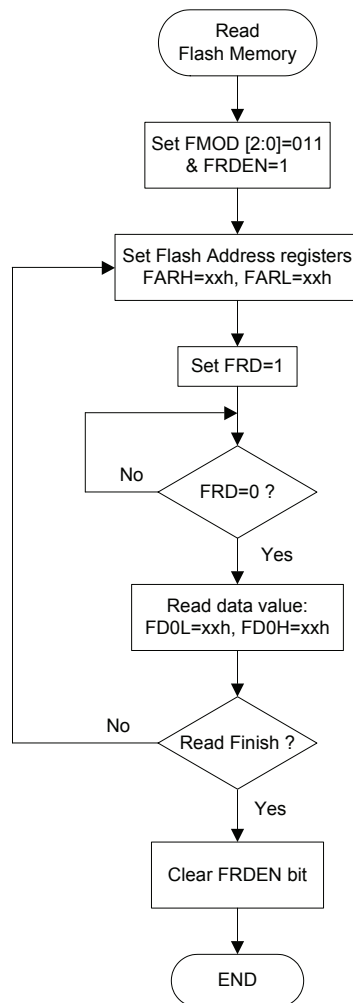 Read
Flash Memory
Set FMOD [2:0]=011
& FRDEN=1
Set Flash Address registers
FARH=xxh, FARL=xxh
Set FRD=1
No
FRD=0 ?
Yes
Read data value:
FD0L=xxh, FD0H=xxh
No
Read Finish ?
Yes
Clear FRDEN bit
END